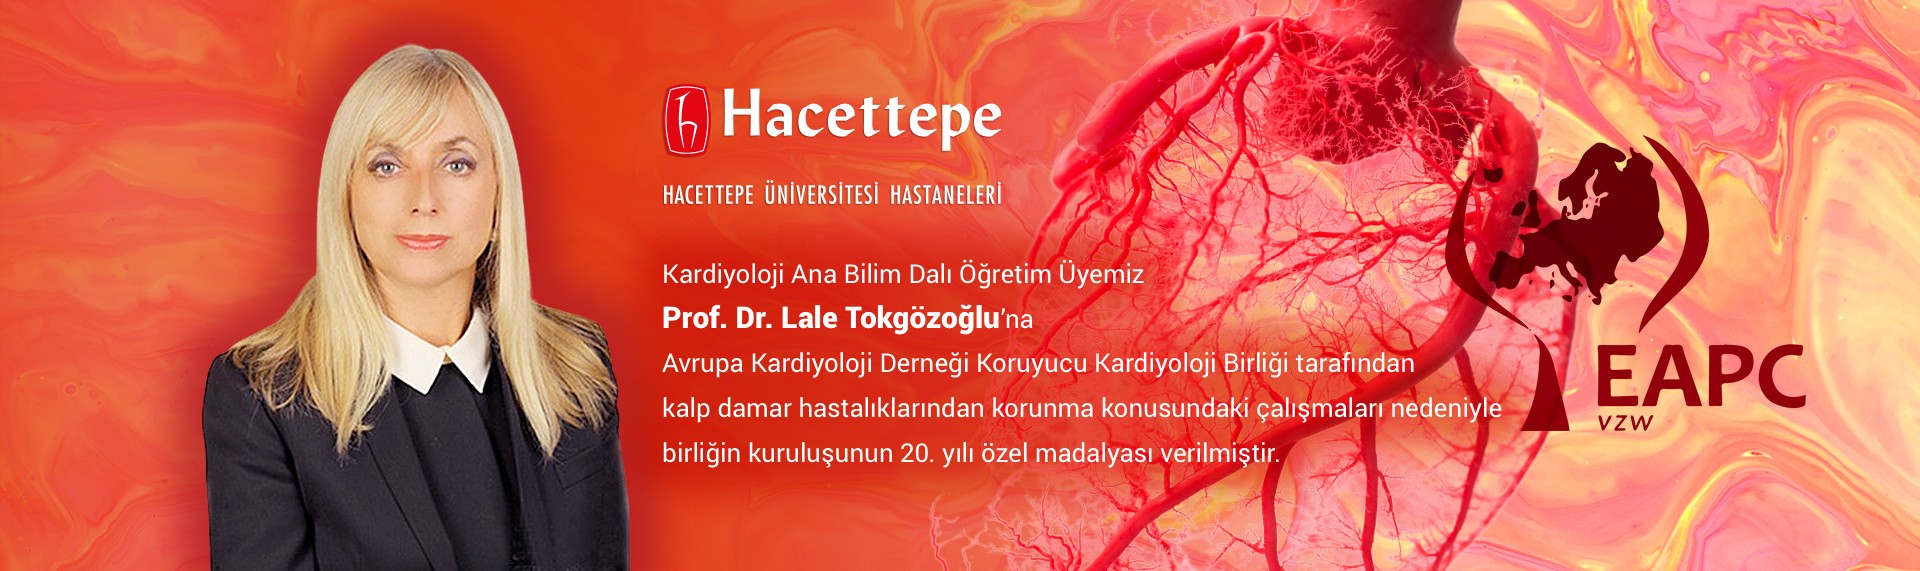 Hacettepe
HACETTEPE ÜNİVERSİTESİ HASTANELERİ
Kardiyoloji Ana Bilim Dalı Öğretim Üyemiz
Prof. Dr. Lale Tokgözoğlu'na
Avrupa Kardiyoloji Derneği Koruyucu Kardiyoloji Birliği tarafından
kalp damar hastalıklarından korunma konusundaki çalışmaları nedeniyle
birliğin kuruluşunun 20. yılı özel madalyası verilmiştir.
EAPC
vzw